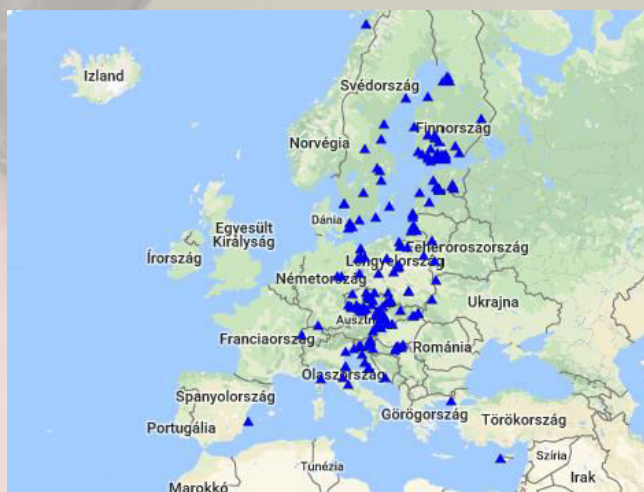 Izland
Svédország
Finnország
Norvégia
Dánia
Egyesült
Királyság
Írország
Fehéroroszország
Lengyelország
Németország
Ukrajna
Franciaország
Románia
Olaszország
Spanyolország
Görögország
Törökország
Portugália
Szíria
Tunézia
Irak
Marokkó